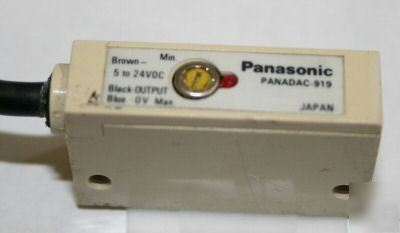 Min.
Brown—
5 to 24VDC
Black-OUTPUT
Blue 0V Max
Panasonic
PANADAC-919
JAPAN